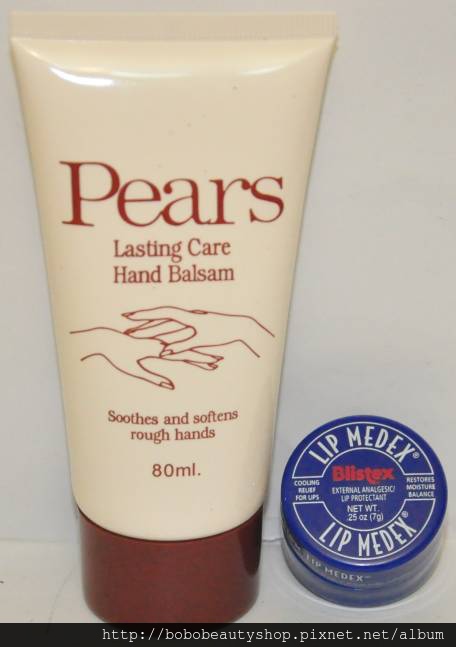 Pears
Lasting Care
Hand Balsam
Soothes and softens
rough hands
80ml.
LIP MEDEX®
Blistex
COOLING
RELIEF
FOR LIPS
EXTERNAL ANALGESIC/
LIP PROTECTANT
RESTORES
MOISTURE
BALANCE
NET WT.
.25 oz (7g)
LIP MEDEX®
LIP MEDEX
http://bobobeautyshop.pixnet.net/album